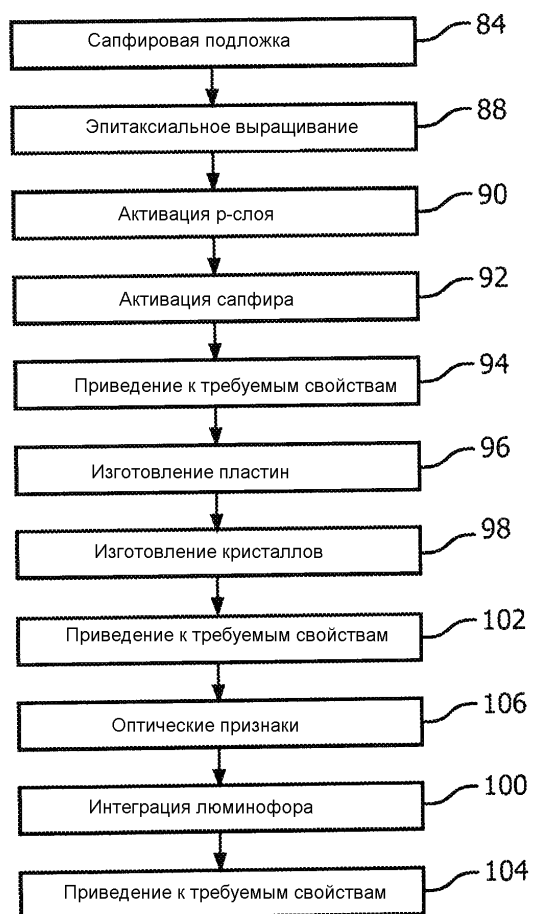 Сапфировая подложка
84
Эпитаксиальное выращивание
88
Активация р-слоя
90
Активация сапфира
92
Приведение к требуемым свойствам
94
Изготовление пластин
96
Изготовление кристаллов
98
Приведение к требуемым свойствам
102
Оптические признаки
106
Интеграция люминофора
100
Приведение к требуемым свойствам
104